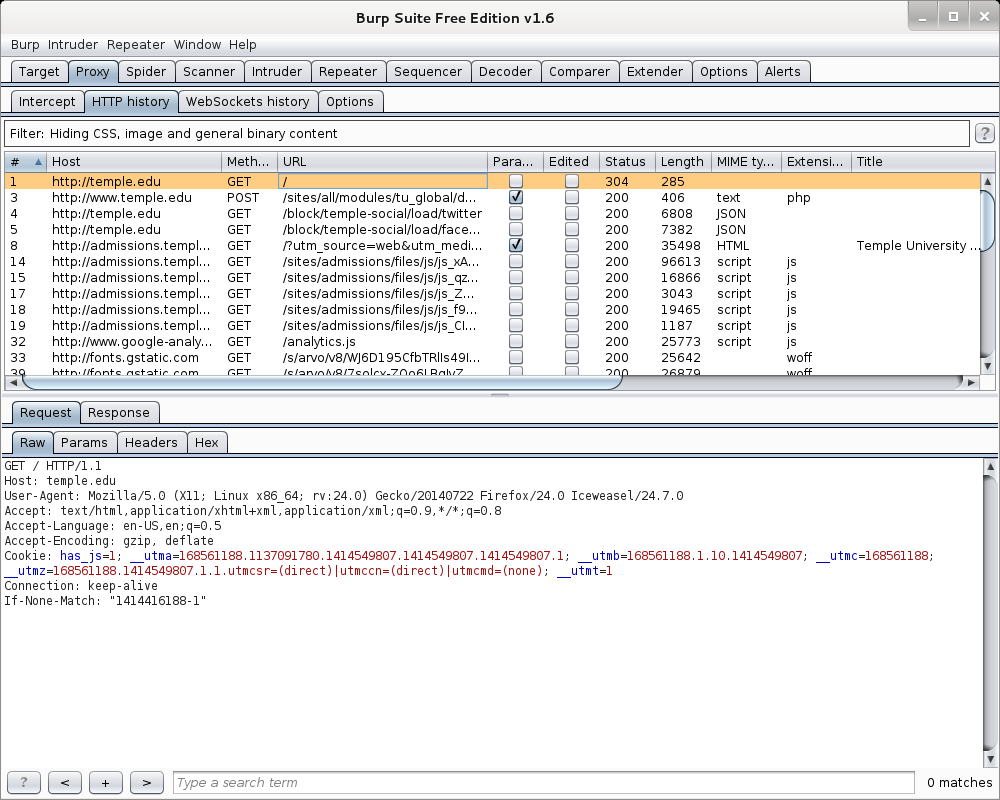 Burp Suite Free Edition v1.6
Burp Intruder Repeater Window Help
Target Proxy Spider Scanner Intruder Repeater Sequencer Decoder Comparer Extender Options Alerts
Intercept HTTP history WebSockets history Options
Filter: Hiding CSS, image and general binary content ?
# Host Meth... URL Para... Edited Status Length MIME ty... Extensi... Title
1 http://temple.edu GET / 304 285
3 http://www.temple.edu POST /sites/all/modules/tu_global/d... 200 406 text php
4 http://temple.edu GET /block/temple-social/load/twitter 200 6808 JSON
5 http://temple.edu GET /block/temple-social/load/face... 200 7382 JSON
8 http://admissions.templ... GET /?utm_source=web&utm_medi... 200 35498 HTML Temple University ...
14 http://admissions.templ... GET /sites/admissions/files/js/js_xA... 200 96613 script js
15 http://admissions.templ... GET /sites/admissions/files/js/js_qz... 200 16866 script js
17 http://admissions.templ... GET /sites/admissions/files/js/js_Z... 200 3043 script js
18 http://admissions.templ... GET /sites/admissions/files/js/js_f9... 200 19465 script js
19 http://admissions.templ... GET /sites/admissions/files/js/js_CI... 200 1187 script js
32 http://www.google-analy... GET /analytics.js 200 25773 script js
33 http://fonts.gstatic.com GET /s/arvo/v8/WJ6D195CfbTRlIs49I... 200 25642 woff
39 http://fonts.gstatic.com GET 200 26879 woff
Request Response
Raw Params Headers Hex
GET / HTTP/1.1
Host: temple.edu
User-Agent: Mozilla/5.0 (X11; Linux x86_64; rv:24.0) Gecko/20140722 Firefox/24.0 Iceweasel/24.7.0
Accept: text/html,application/xhtml+xml,application/xml;q=0.9,*/*;q=0.8
Accept-Language: en-US,en;q=0.5
Accept-Encoding: gzip, deflate
Cookie: has_js=1; __utma=168561188.1137091780.1414549807.1414549807.1414549807.1; __utmb=168561188.1.10.1414549807; __utmc=168561188;
__utmz=168561188.1414549807.1.1.utmcsr=(direct)|utmccn=(direct)|utmcmd=(none); __utmt=1
Connection: keep-alive
If-None-Match: "1414416188-1"
? < + > Type a search term 0 matches